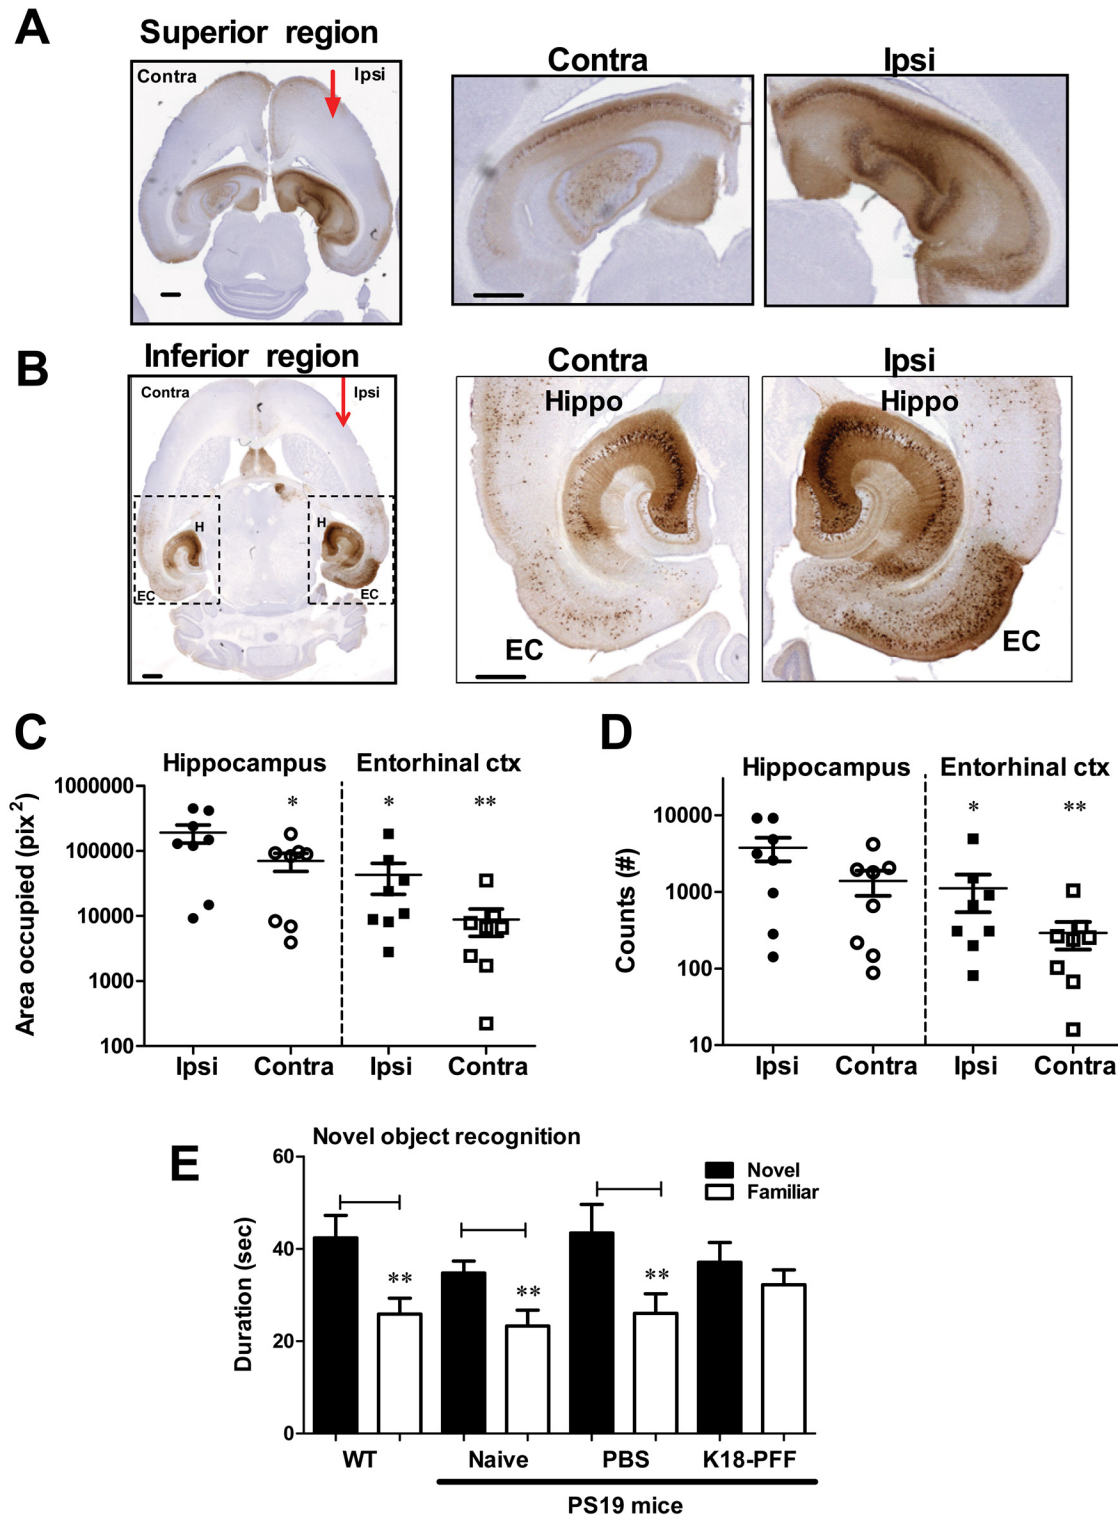 A
Superior region
Contra
Ipsi
Contra
Ipsi
B
Inferior region
Contra
Ipsi
H
H
EC
EC
Contra
Hippo
EC
Ipsi
Hippo
EC
C
Hippocampus
Entorhinal ctx
Area occupied (pix²)
1000000
100000
10000
1000
100
*
*
**
Ipsi
Contra
Ipsi
Contra
D
Hippocampus
Entorhinal ctx
Counts (#)
10000
1000
100
10
*
**
Ipsi
Contra
Ipsi
Contra
E
Novel object recognition
Novel
Familiar
Duration (sec)
60
40
20
0
**
**
**
WT
Naive
PBS
K18-PFF
PS19 mice